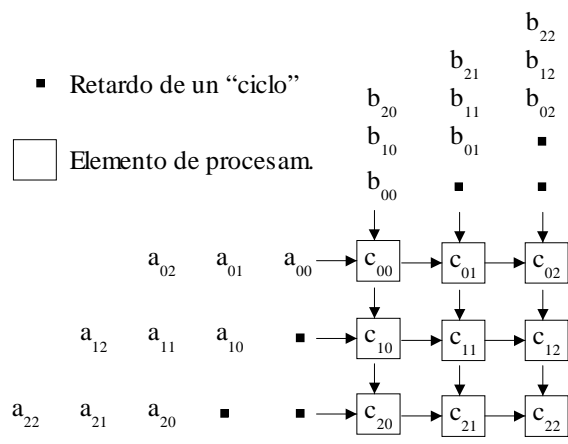 b₂₂
b₂₁ b₁₂
Retardo de un “ciclo”
b₂₀ b₁₁ b₀₂
b₁₀ b₀₁
Elemento de procesam.
b₀₀
a₀₂ a₀₁ a₀₀ c₀₀ c₀₁ c₀₂
a₁₂ a₁₁ a₁₀ c₁₀ c₁₁ c₁₂
a₂₂ a₂₁ a₂₀ c₂₀ c₂₁ c₂₂